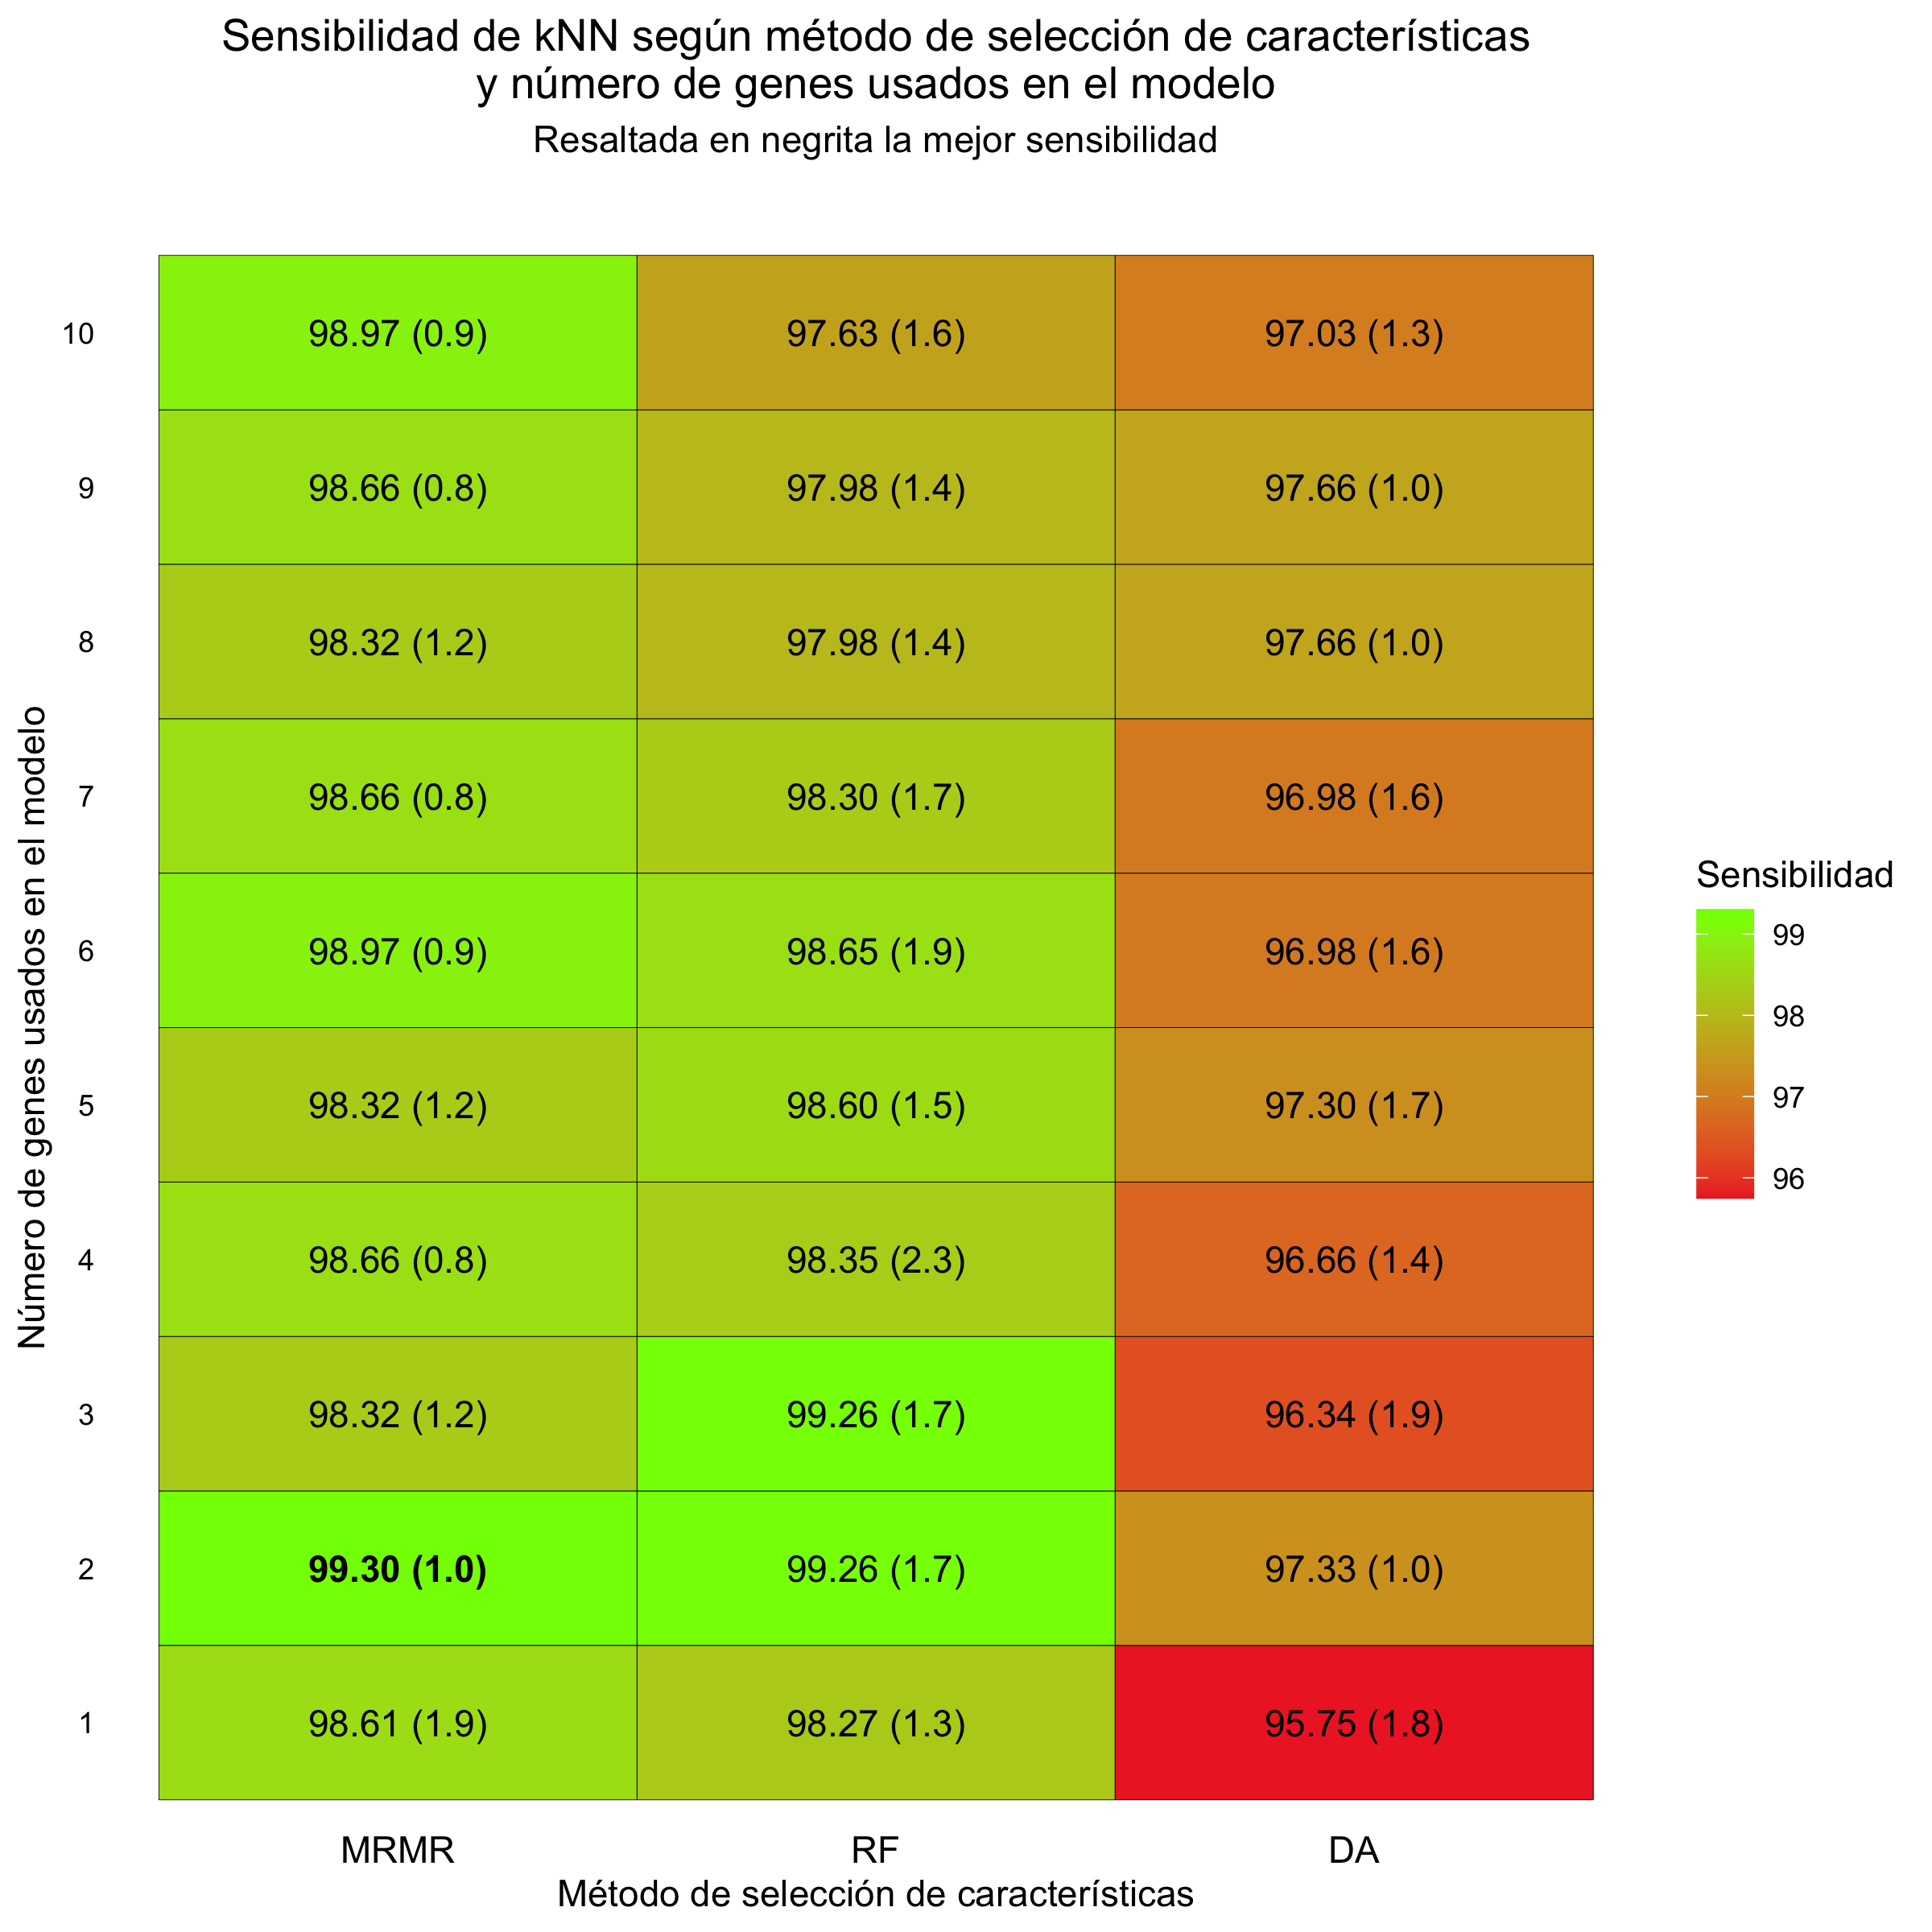 Sensibilidad de kNN según método de selección de características
y número de genes usados en el modelo
Resaltada en negrita la mejor sensibilidad
Número de genes usados en el modelo
10 98.97 (0.9) 97.63 (1.6) 97.03 (1.3)
9 98.66 (0.8) 97.98 (1.4) 97.66 (1.0)
8 98.32 (1.2) 97.98 (1.4) 97.66 (1.0)
7 98.66 (0.8) 98.30 (1.7) 96.98 (1.6)
6 98.97 (0.9) 98.65 (1.9) 96.98 (1.6)
5 98.32 (1.2) 98.60 (1.5) 97.30 (1.7)
4 98.66 (0.8) 98.35 (2.3) 96.66 (1.4)
3 98.32 (1.2) 99.26 (1.7) 96.34 (1.9)
2 99.30 (1.0) 99.26 (1.7) 97.33 (1.0)
1 98.61 (1.9) 98.27 (1.3) 95.75 (1.8)
MRMR RF DA
Método de selección de características
Sensibilidad
99
98
97
96